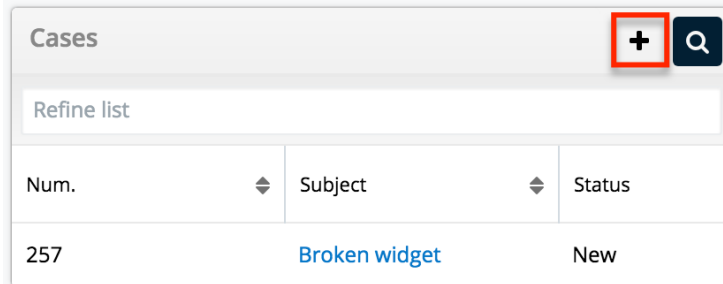 Cases
Refine list
Num. Subject Status
257 Broken widget New